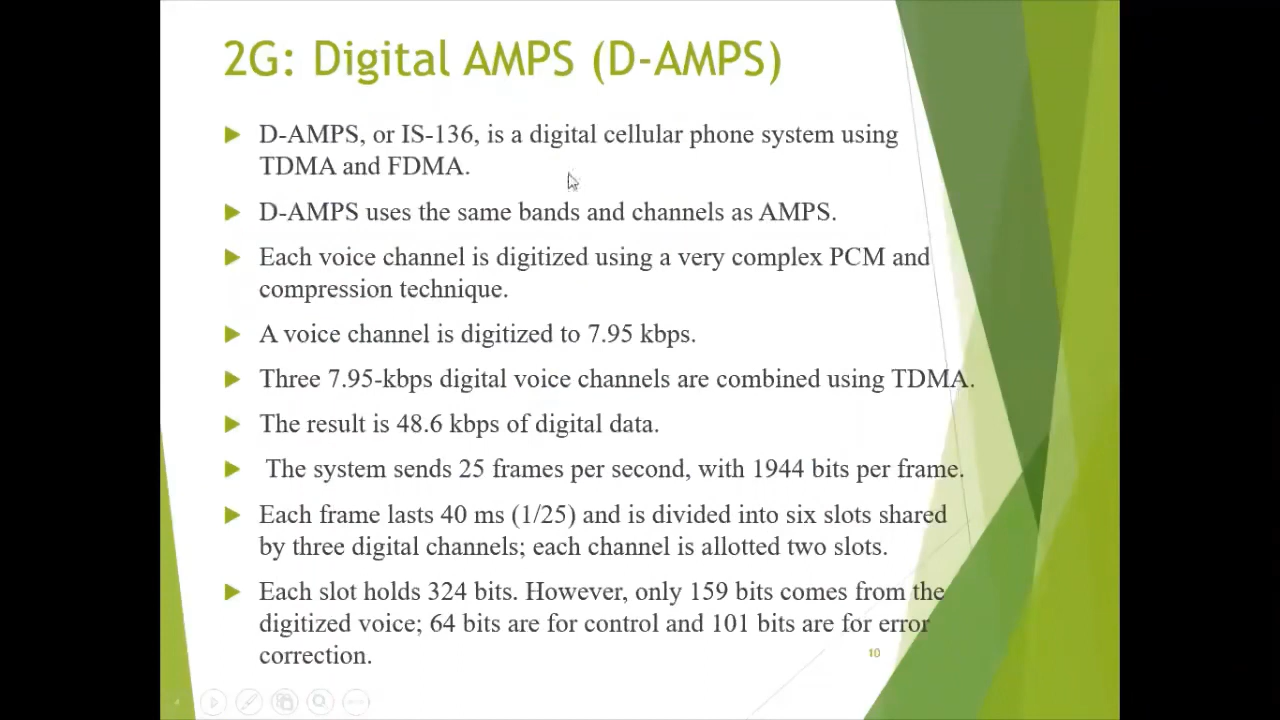 2G: Digital AMPS (D-AMPS)
D-AMPS, or IS-136, is a digital cellular phone system using
TDMA and FDMA.
D-AMPS uses the same bands and channels as AMPS.
Each voice channel is digitized using a very complex PCM and
compression technique.
A voice channel is digitized to 7.95 kbps.
Three 7.95-kbps digital voice channels are combined using TDMA.
The result is 48.6 kbps of digital data.
The system sends 25 frames per second, with 1944 bits per frame.
Each frame lasts 40 ms (1/25) and is divided into six slots shared
by three digital channels; each channel is allotted two slots.
Each slot holds 324 bits. However, only 159 bits comes from the
digitized voice; 64 bits are for control and 101 bits are for error
correction.
10